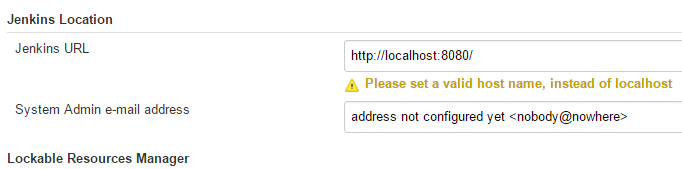 Jenkins Location
Jenkins URL
http://localhost:8080/
Please set a valid host name, instead of localhost
System Admin e-mail address
address not configured yet <nobody@nowhere>
Lockable Resources Manager